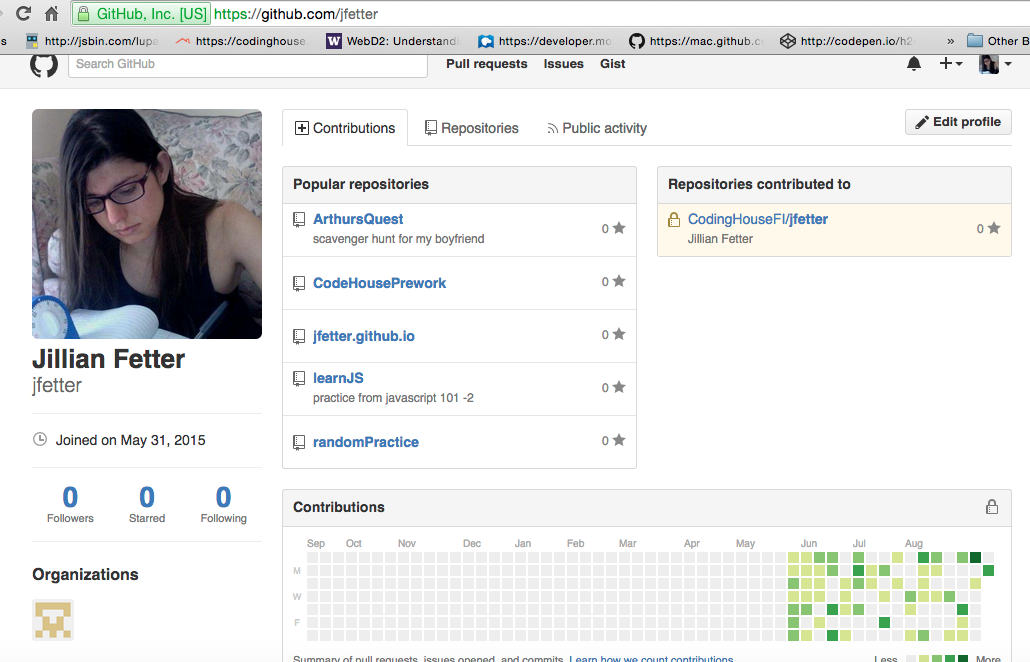 GitHub, Inc. [US] https://github.com/jfetter
http://jsbin.com/lupa https://codinghouse. WebD2: Understandi https://developer.mo https://mac.github.c http://codepen.io/h2 » Other B
Search GitHub Pull requests Issues Gist
Contributions Repositories Public activity Edit profile
Popular repositories
ArthursQuest 0
scavenger hunt for my boyfriend
CodeHousePrework 0
jfetter.github.io 0
learnJS 0
practice from javascript 101 -2
randomPractice 0
Repositories contributed to
CodingHouseFI/jfetter 0
Jillian Fetter
Jillian Fetter
jfetter
Joined on May 31, 2015
0 0 0
Followers Starred Following
Organizations
Contributions
Sep Oct Nov Dec Jan Feb Mar Apr May Jun Jul Aug
M
W
F
Summary of pull requests, issues opened, and commits. Learn how we count contributions. Less More